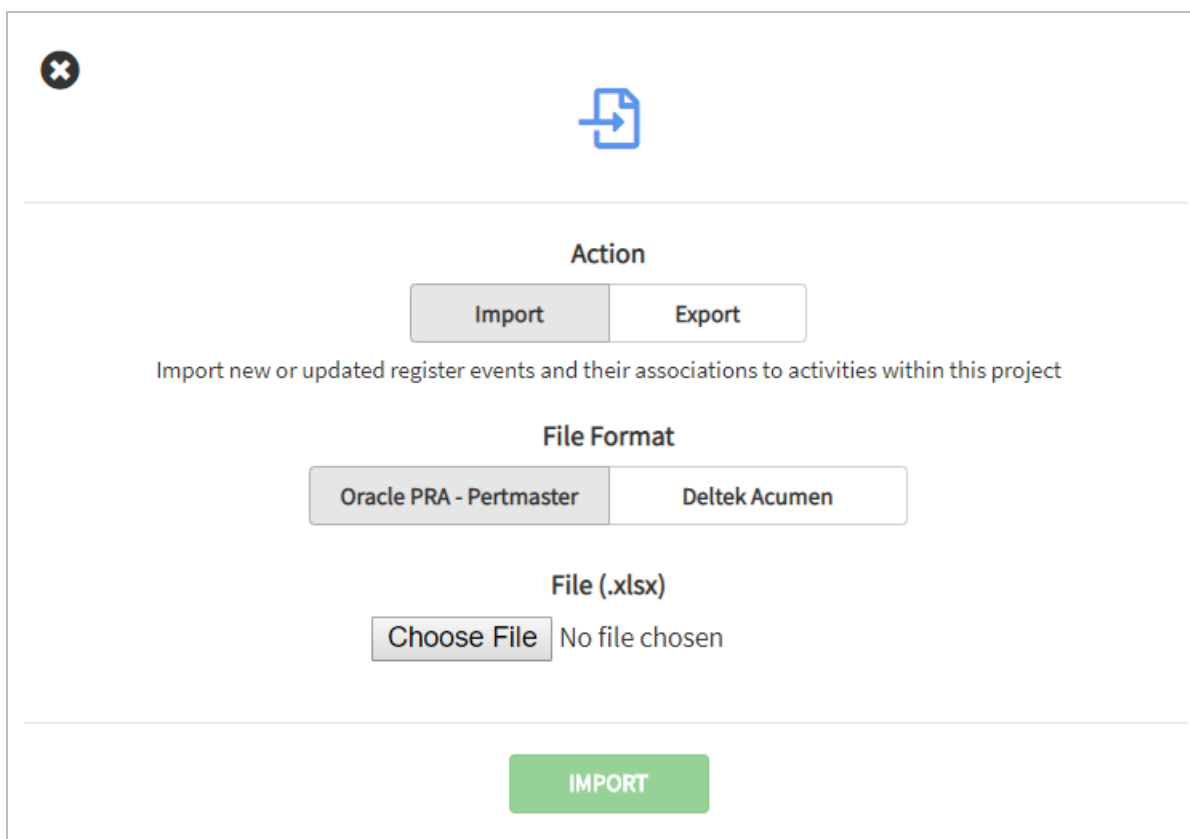 Action
Import Export
Import new or updated register events and their associations to activities within this project
File Format
Oracle PRA - Pertmaster Deltek Acumen
File (.xlsx)
Choose File No file chosen
IMPORT